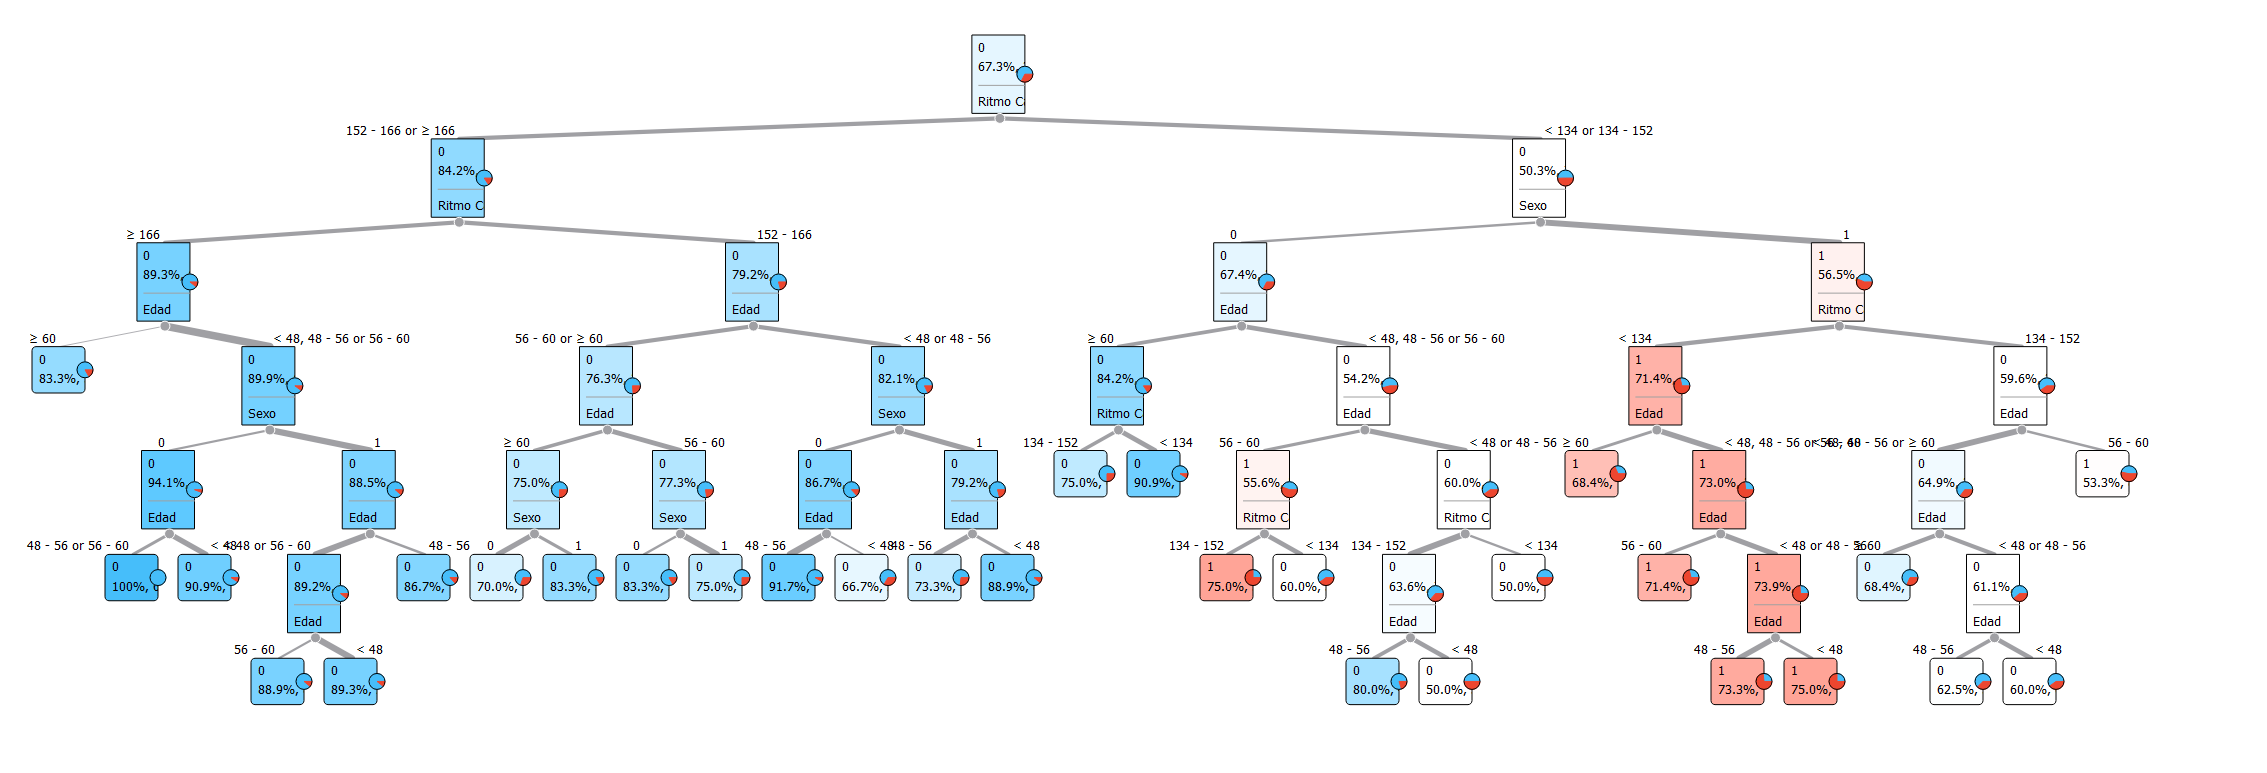 0
67.3%,
Ritmo C
152 - 166 or ≥ 166
< 134 or 134 - 152
0
84.2%,
Ritmo C
0
50.3%,
Sexo
≥ 166
152 - 166
0
1
0
89.3%,
Edad
0
79.2%,
Edad
0
67.4%,
Edad
1
56.5%,
Ritmo C
≥ 60
< 48, 48 - 56 or 56 - 60
56 - 60 or ≥ 60
< 48 or 48 - 56
≥ 60
< 48, 48 - 56 or 56 - 60
< 134
134 - 152
0
83.3%,
0
89.9%,
Sexo
0
76.3%,
Edad
0
82.1%,
Sexo
0
84.2%,
Ritmo C
0
54.2%,
Edad
1
71.4%,
Edad
0
59.6%,
Edad
0
1
≥ 60
56 - 60
0
1
134 - 152
< 134
56 - 60
< 48 or 48 - 56
≥ 60
< 48, 48 - 56 or
- 56 or ≥ 60
56 - 60
0
94.1%,
Edad
0
88.5%,
Edad
0
75.0%,
Sexo
0
77.3%,
Sexo
0
86.7%,
Edad
0
79.2%,
Edad
0
75.0%,
0
90.9%,
1
55.6%,
Ritmo C
0
60.0%,
Ritmo C
1
68.4%,
1
73.0%,
Edad
0
64.9%,
Edad
1
53.3%,
48 - 56 or 56 - 60
< 48
or 56 - 60
48 - 56
0
1
0
1
48 - 56
< 48
48 - 56
< 48
134 - 152
< 134
134 - 152
< 134
56 - 60
< 48 or 48 - 56
≥ 60
< 48 or 48 - 56
0
100%,
0
90.9%,
0
89.2%,
Edad
0
86.7%,
0
70.0%,
0
83.3%,
0
83.3%,
0
75.0%,
0
91.7%,
0
66.7%,
0
73.3%,
0
88.9%,
1
75.0%,
0
60.0%,
0
63.6%,
Edad
0
50.0%,
1
71.4%,
1
73.9%,
Edad
0
68.4%,
0
61.1%,
Edad
56 - 60
< 48
48 - 56
< 48
48 - 56
< 48
48 - 56
< 48
0
88.9%,
0
89.3%,
0
80.0%,
0
50.0%,
1
73.3%,
1
75.0%,
0
62.5%,
0
60.0%,